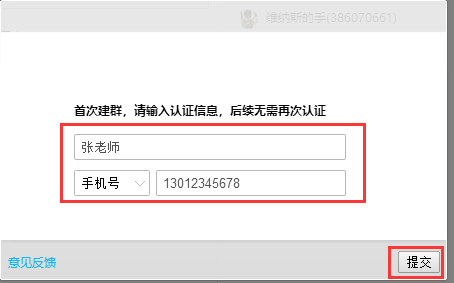 维纳斯的手(386070661)
首次建群，请输入认证信息，后续无需再次认证
张老师
手机号 13012345678
意见反馈 提交